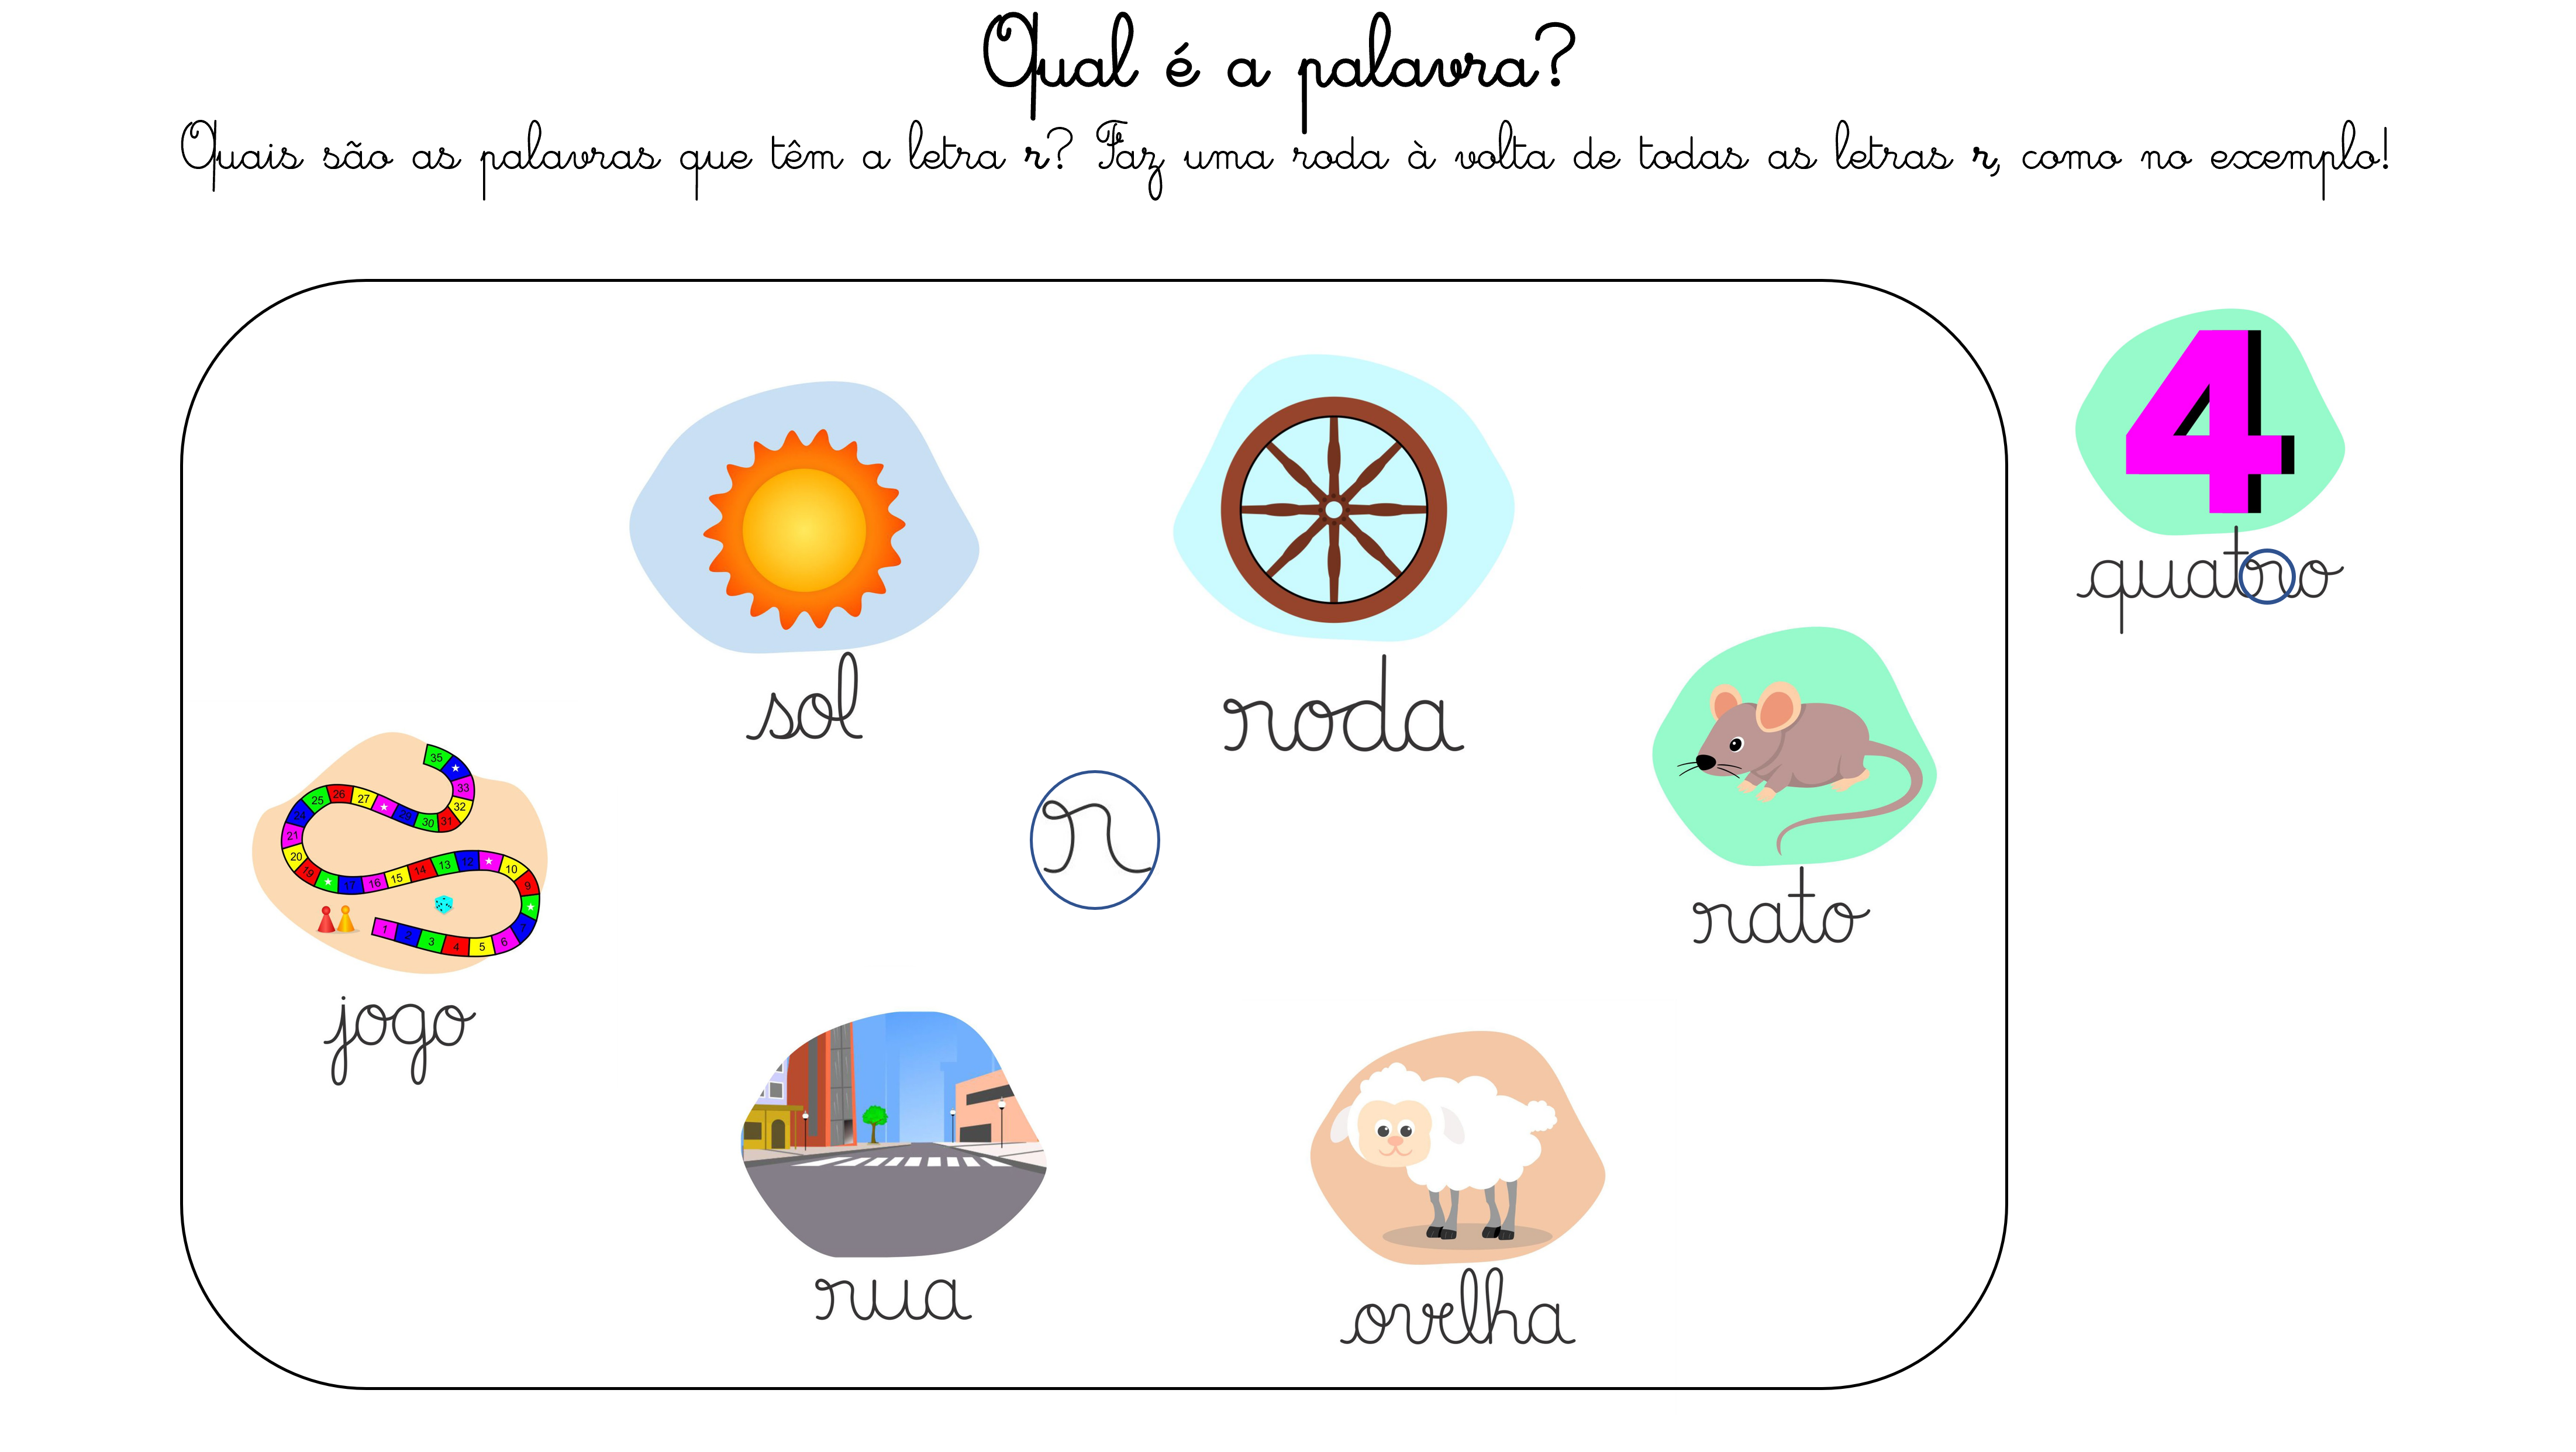 Qual é a palavra?
Quais são as palavras que têm a letra r? Faz uma roda à volta de todas as letras r, como no exemplo!
4
quatro
sol
roda
rato
r
35
33
32
31
30
29
27
26
25
24
21
20
19
17
16
15
14
13
12
10
9
7
6
5
4
3
2
1
jogo
rua
ovelha